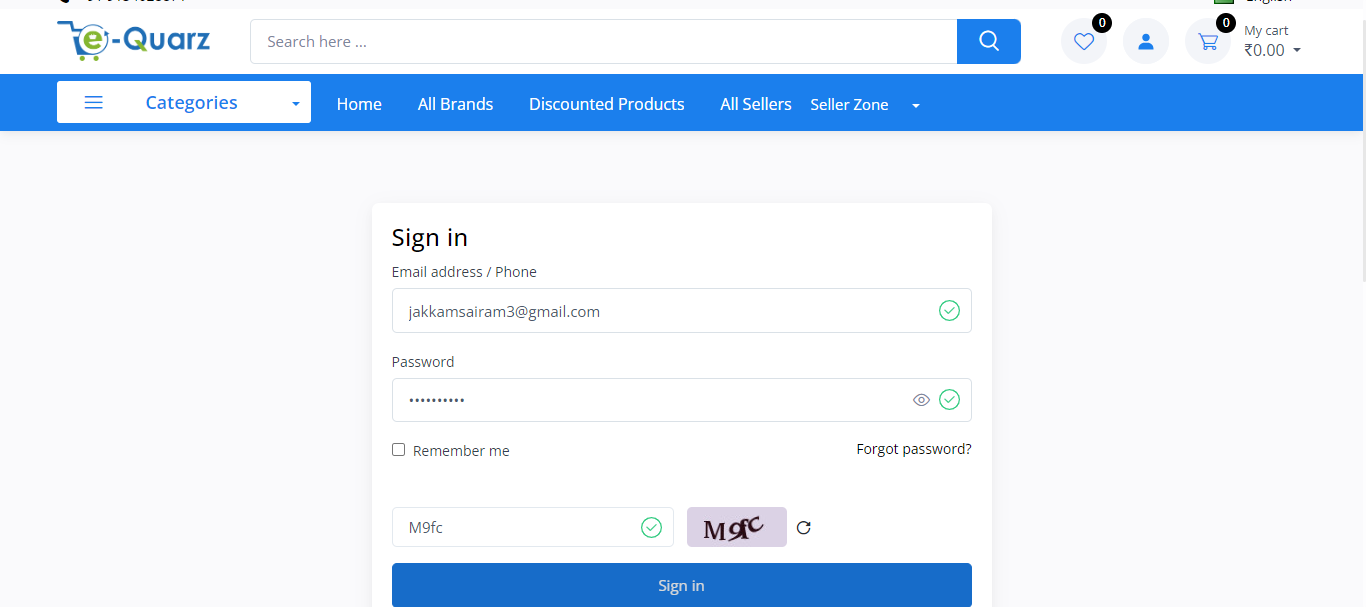 e-Quarz
Search here ...
0
0
My cart
₹0.00
Categories
Home
All Brands
Discounted Products
All Sellers
Seller Zone
Sign in
Email address / Phone
jakkamsairam3@gmail.com
Password
••••••••••
Remember me
Forgot password?
M9fc
M9fc
Sign in